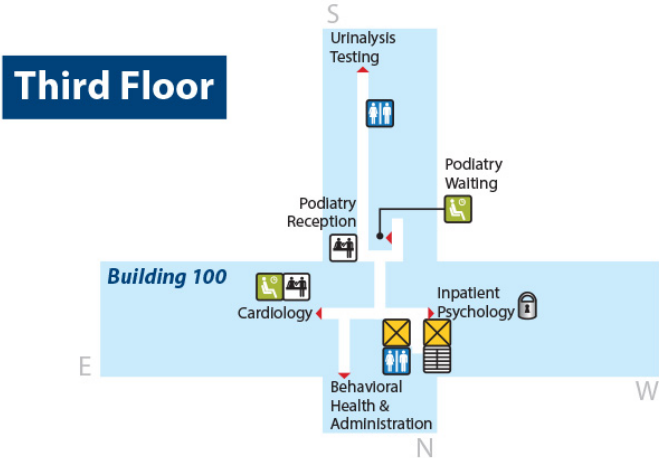 S
Urinalysis
Testing
Third Floor
Podiatry
Waiting
Podiatry
Reception
Building 100
Cardiology
Inpatient
Psychology
E
W
Behavioral
Health &
Administration
N